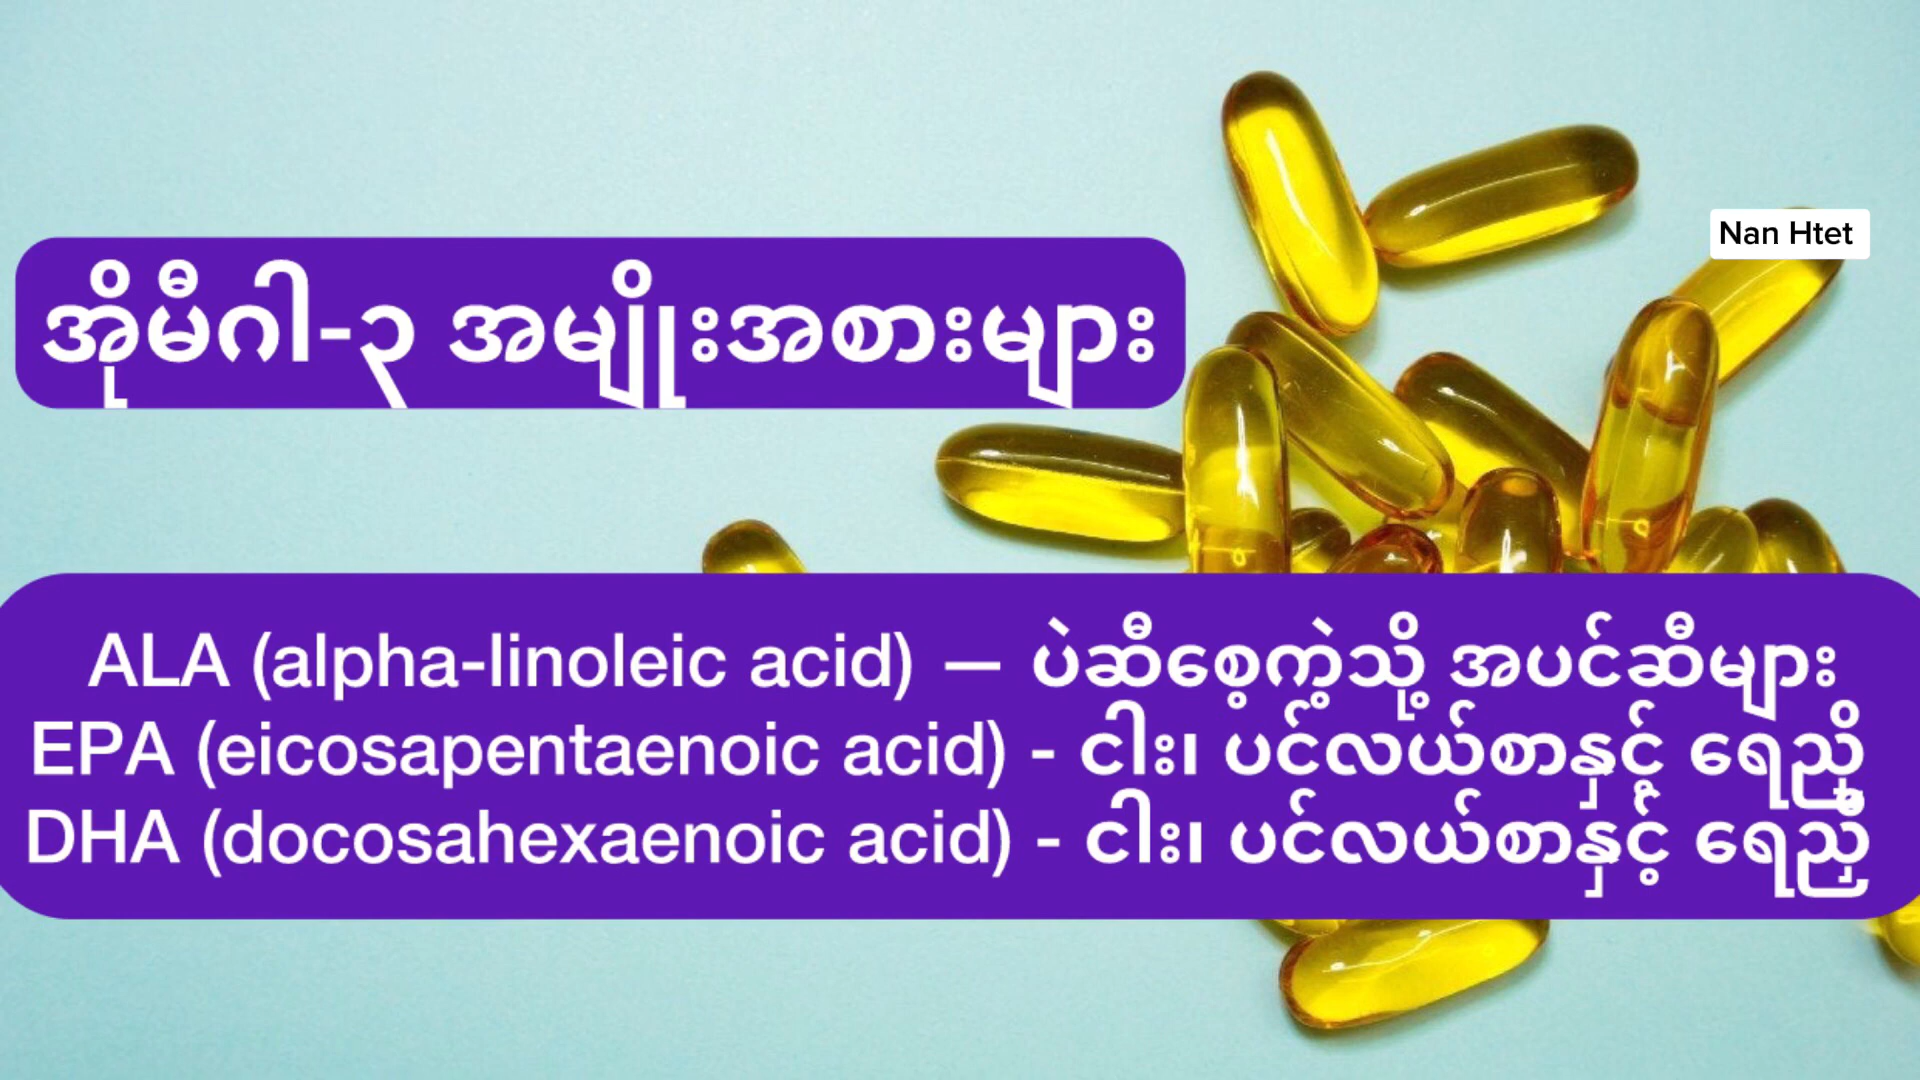 Nan Htet
အိုမီဂါ-၃ အမျိုးအစားများ
ALA (alpha-linoleic acid) — ပဲဆီစေ့ကဲ့သို့ အပင်ဆီများ
EPA (eicosapentaenoic acid) - ငါး၊ ပင်လယ်စာနှင့် ရေညှိ
DHA (docosahexaenoic acid) - ငါး၊ ပင်လယ်စာနှင့် ရေညှိ